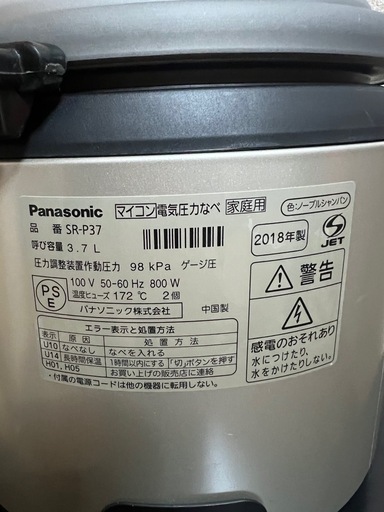 Panasonic マイコン電気圧力なべ 家庭用 色:ノーブルシャンパン
品 番 SR-P37
呼び容量 3.7 L
2018年製
S JET
圧力調整装置作動圧力 98 kPa ゲージ圧
100 V 50-60 Hz 800 W
温度ヒューズ 172 ℃ 2個
パナソニック株式会社 中国製
PS E
エラー表示と処置方法
表示 原 因 処 置 方 法
U10 なべなし なべを入れる
U14 長時間保温 1時間以内にする「切」ボタンを押す
H01, H05 お買い上げの販売店に連絡
・付属の電源コードは他の機器に転用しない。
警告
感電のおそれあり
水につけたり、
水をかけたりしない。